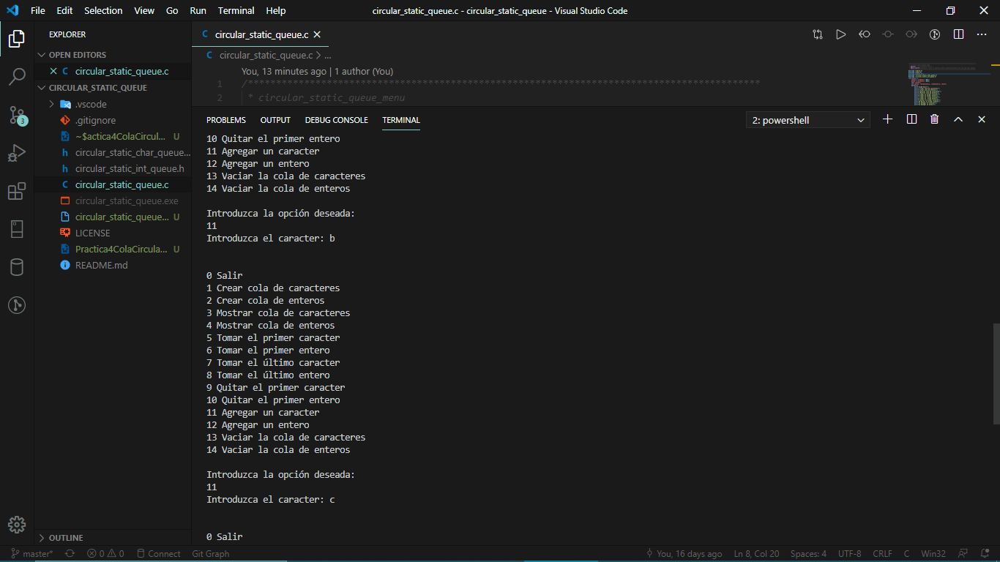 File Edit Selection View Go Run Terminal Help
circular_static_queue.c - circular_static_queue - Visual Studio Code
EXPLORER
OPEN EDITORS
C circular_static_queue.c
CIRCULAR_STATIC_QUEUE
.vscode
.gitignore
~$actica4ColaCircul... U
h circular_static_char_queue...
h circular_static_int_queue.h
C circular_static_queue.c
circular_static_queue.exe
circular_static_queue... U
LICENSE
Practica4ColaCircula... U
README.md
OUTLINE
3
C circular_static_queue.c
C circular_static_queue.c > ...
You, 13 minutes ago | 1 author (You)
1
2 * circular_static_queue_menu
PROBLEMS OUTPUT DEBUG CONSOLE TERMINAL
2: powershell
10 Quitar el primer entero
11 Agregar un caracter
12 Agregar un entero
13 Vaciar la cola de caracteres
14 Vaciar la cola de enteros
Introduzca la opción deseada:
11
Introduzca el caracter: b
0 Salir
1 Crear cola de caracteres
2 Crear cola de enteros
3 Mostrar cola de caracteres
4 Mostrar cola de enteros
5 Tomar el primer caracter
6 Tomar el primer entero
7 Tomar el último caracter
8 Tomar el último entero
9 Quitar el primer caracter
10 Quitar el primer entero
11 Agregar un caracter
12 Agregar un entero
13 Vaciar la cola de caracteres
14 Vaciar la cola de enteros
Introduzca la opción deseada:
11
Introduzca el caracter: c
0 Salir
master* 0 0 Connect Git Graph
You, 16 days ago Ln 8, Col 20 Spaces: 4 UTF-8 CRLF C Win32